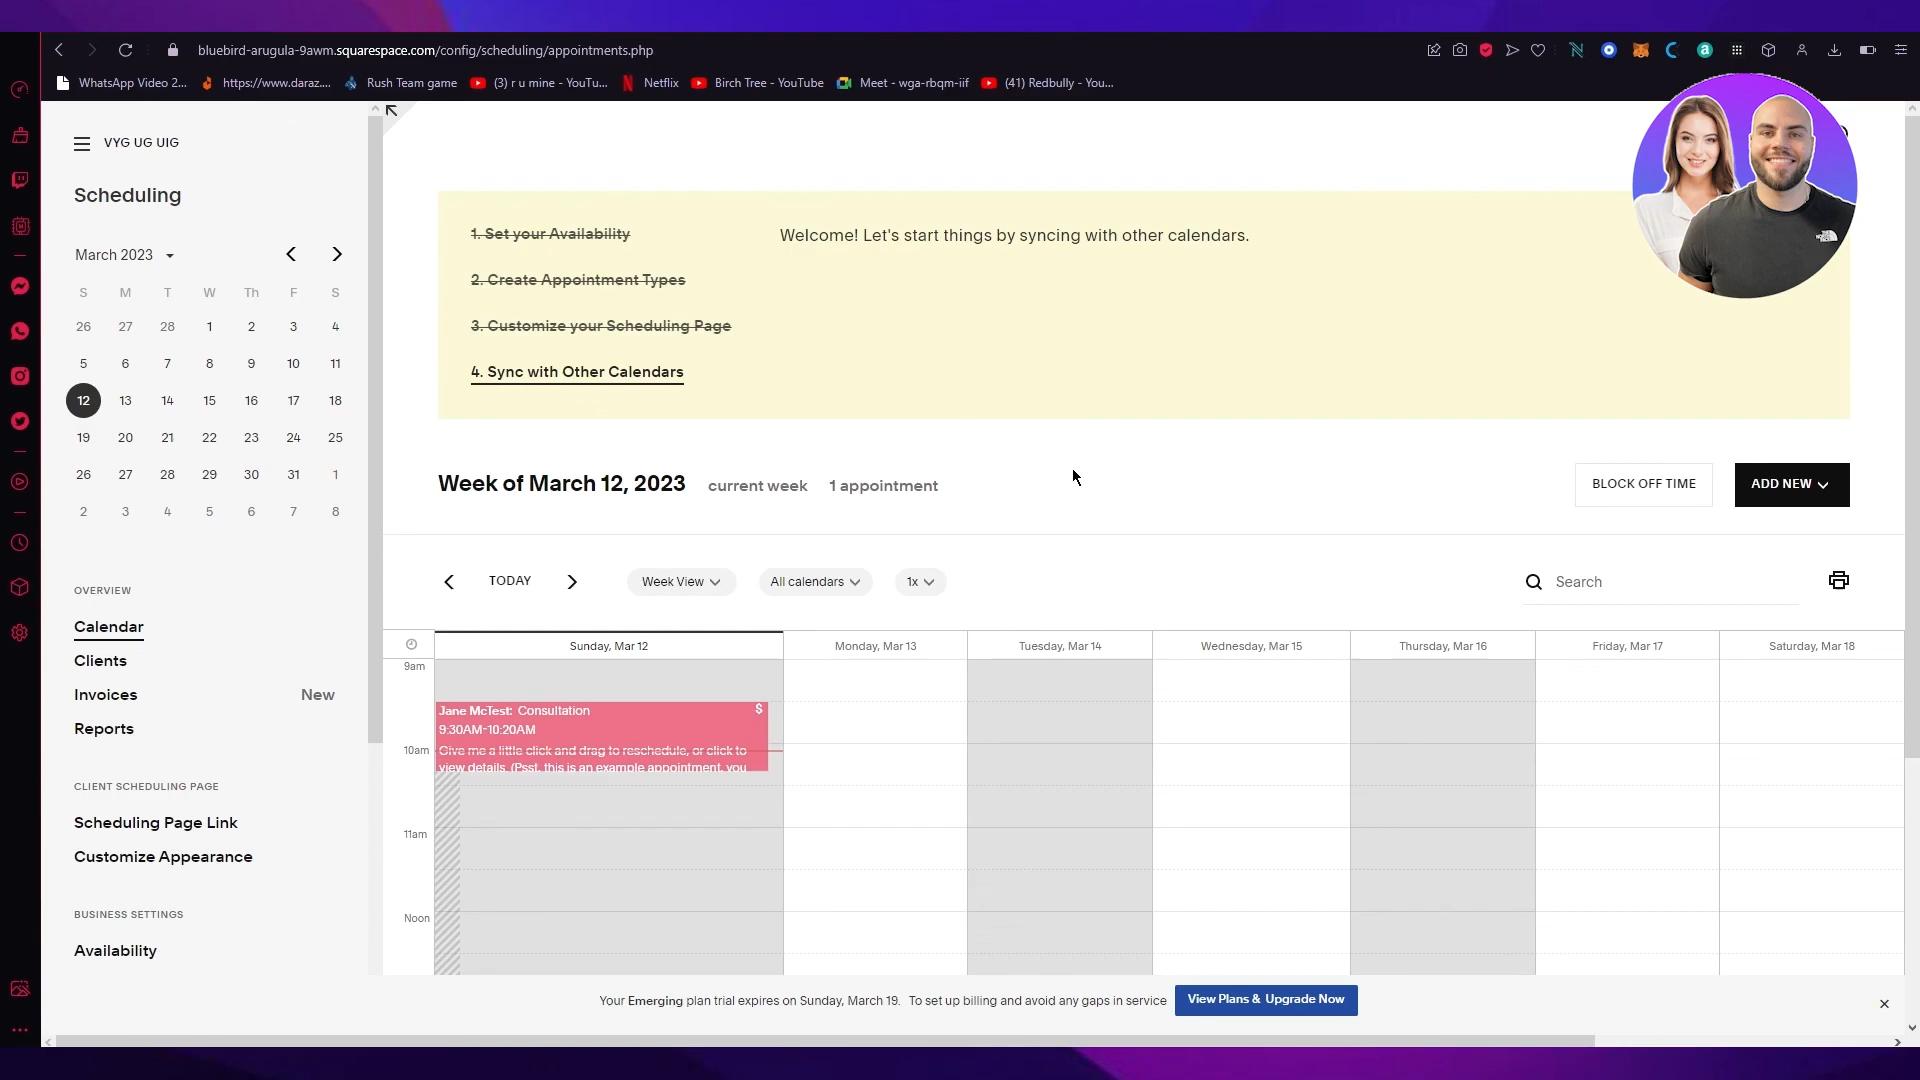 bluebird-arugula-9awm.squarespace.com/config/scheduling/appointments.php
WhatsApp Video 2... https://www.daraz.... Rush Team game (3) r u mine - YouTu... Netflix Birch Tree - YouTube Meet - wga-rbqm-iif (41) Redbully - You...
VYG UG UIG
Scheduling
March 2023
S M T W Th F S
26 27 28 1 2 3 4
5 6 7 8 9 10 11
12 13 14 15 16 17 18
19 20 21 22 23 24 25
26 27 28 29 30 31 1
2 3 4 5 6 7 8
OVERVIEW
Calendar
Clients
Invoices New
Reports
CLIENT SCHEDULING PAGE
Scheduling Page Link
Customize Appearance
BUSINESS SETTINGS
Availability
1. Set your Availability
2. Create Appointment Types
3. Customize your Scheduling Page
4. Sync with Other Calendars
Welcome! Let's start things by syncing with other calendars.
Week of March 12, 2023 current week 1 appointment
BLOCK OFF TIME
ADD NEW
TODAY
Week View
All calendars
1x
Search
Sunday, Mar 12 Monday, Mar 13 Tuesday, Mar 14 Wednesday, Mar 15 Thursday, Mar 16 Friday, Mar 17 Saturday, Mar 18
9am
Jane McTest: Consultation $
9:30AM-10:20AM
10am
Give me a little click and drag to reschedule, or click to
view details. (Psst, this is an example appointment, you
11am
Noon
Your Emerging plan trial expires on Sunday, March 19. To set up billing and avoid any gaps in service
View Plans & Upgrade Now